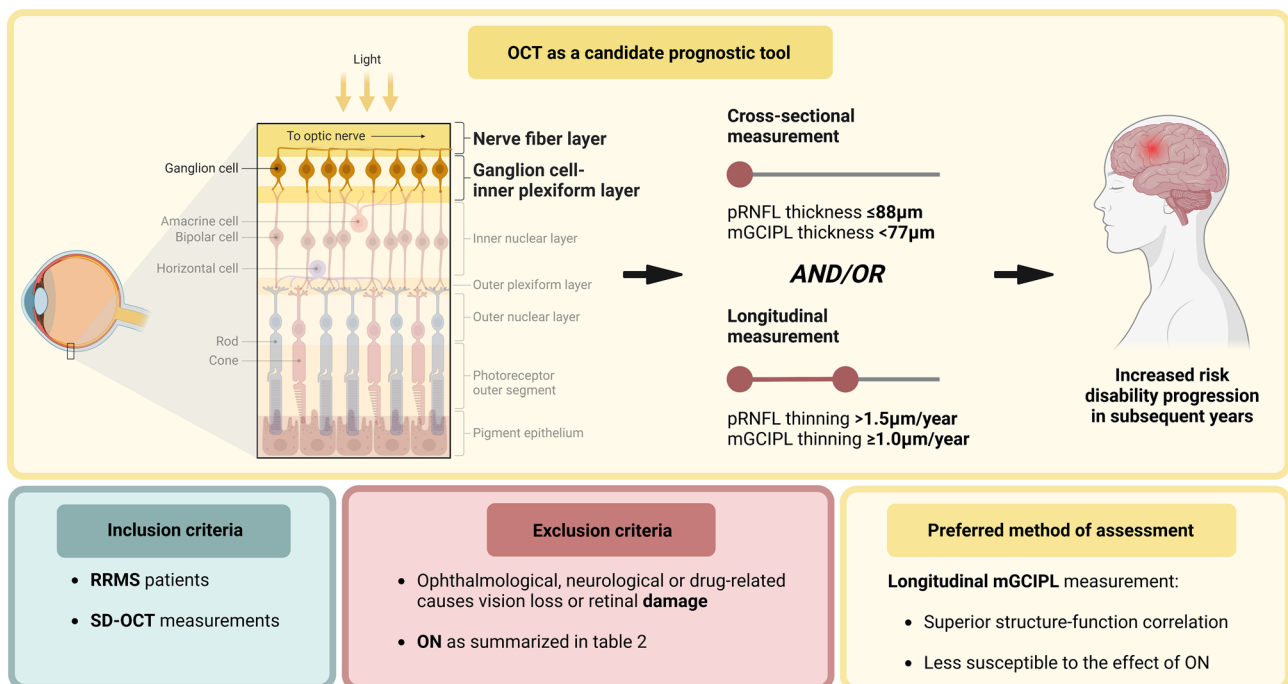 OCT as a candidate prognostic tool
Light
To optic nerve
Nerve fiber layer
Ganglion cell
Ganglion cell-
inner plexiform layer
Amacrine cell
Bipolar cell
Inner nuclear layer
Horizontal cell
Outer plexiform layer
Outer nuclear layer
Rod
Cone
Photoreceptor
outer segment
Pigment epithelium
Cross-sectional
measurement
pRNFL thickness ≤88µm
mGCIPL thickness <77µm
AND/OR
Longitudinal
measurement
pRNFL thinning >1.5µm/year
mGCIPL thinning ≥1.0µm/year
Increased risk
disability progression
in subsequent years
Inclusion criteria
• RRMS patients
• SD-OCT measurements
Exclusion criteria
• Ophthalmological, neurological or drug-related
causes vision loss or retinal damage
• ON as summarized in table 2
Preferred method of assessment
Longitudinal mGCIPL measurement:
• Superior structure-function correlation
• Less susceptible to the effect of ON